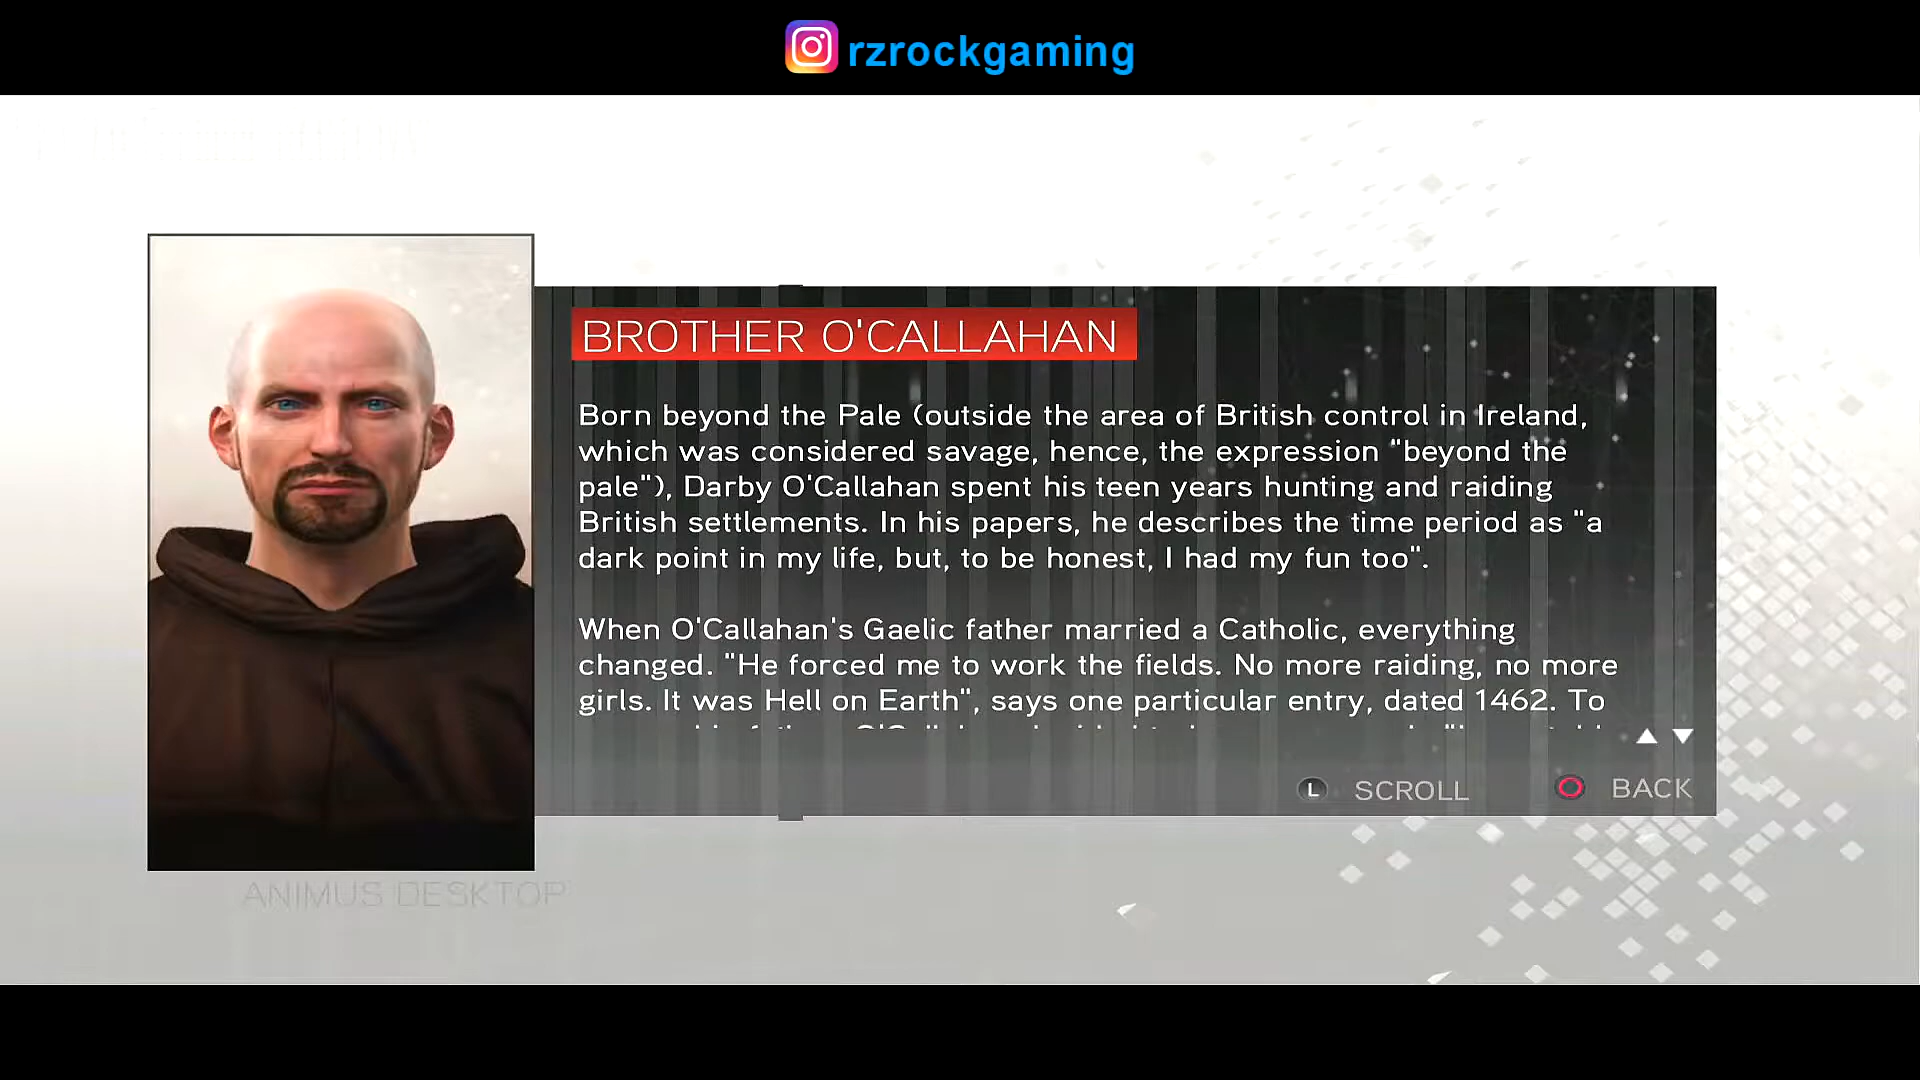 rzrockgaming
BROTHER O'CALLAHAN
Born beyond the Pale (outside the area of British control in Ireland,
which was considered savage, hence, the expression "beyond the
pale"), Darby O'Callahan spent his teen years hunting and raiding
British settlements. In his papers, he describes the time period as "a
dark point in my life, but, to be honest, I had my fun too".
When O'Callahan's Gaelic father married a Catholic, everything
changed. "He forced me to work the fields. No more raiding, no more
girls. It was Hell on Earth", says one particular entry, dated 1462. To
L SCROLL
BACK
ANIMUS DESKTOP